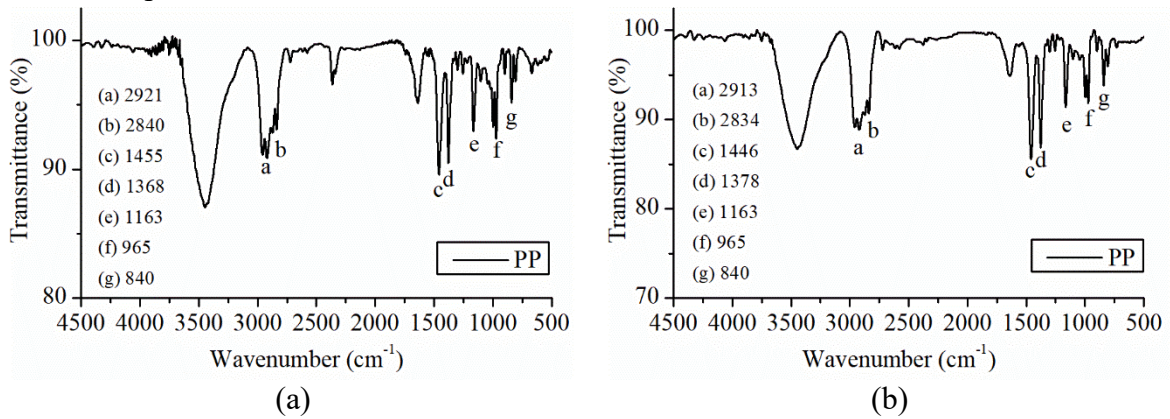 100
90
80
Transmittance (%)
(a) 2921
(b) 2840
(c) 1455
(d) 1368
(e) 1163
(f) 965
(g) 840
a
b
c
d
e
f
g
PP
4500 4000 3500 3000 2500 2000 1500 1000 500
Wavenumber (cm⁻¹)
(a)
100
90
80
70
Transmittance (%)
(a) 2913
(b) 2834
(c) 1446
(d) 1378
(e) 1163
(f) 965
(g) 840
a
b
c
d
e
f
g
PP
4500 4000 3500 3000 2500 2000 1500 1000 500
Wavenumber (cm⁻¹)
(b)